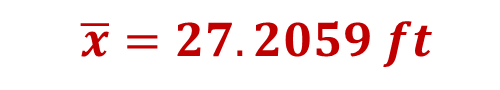 x̅ = 27.2059 ft